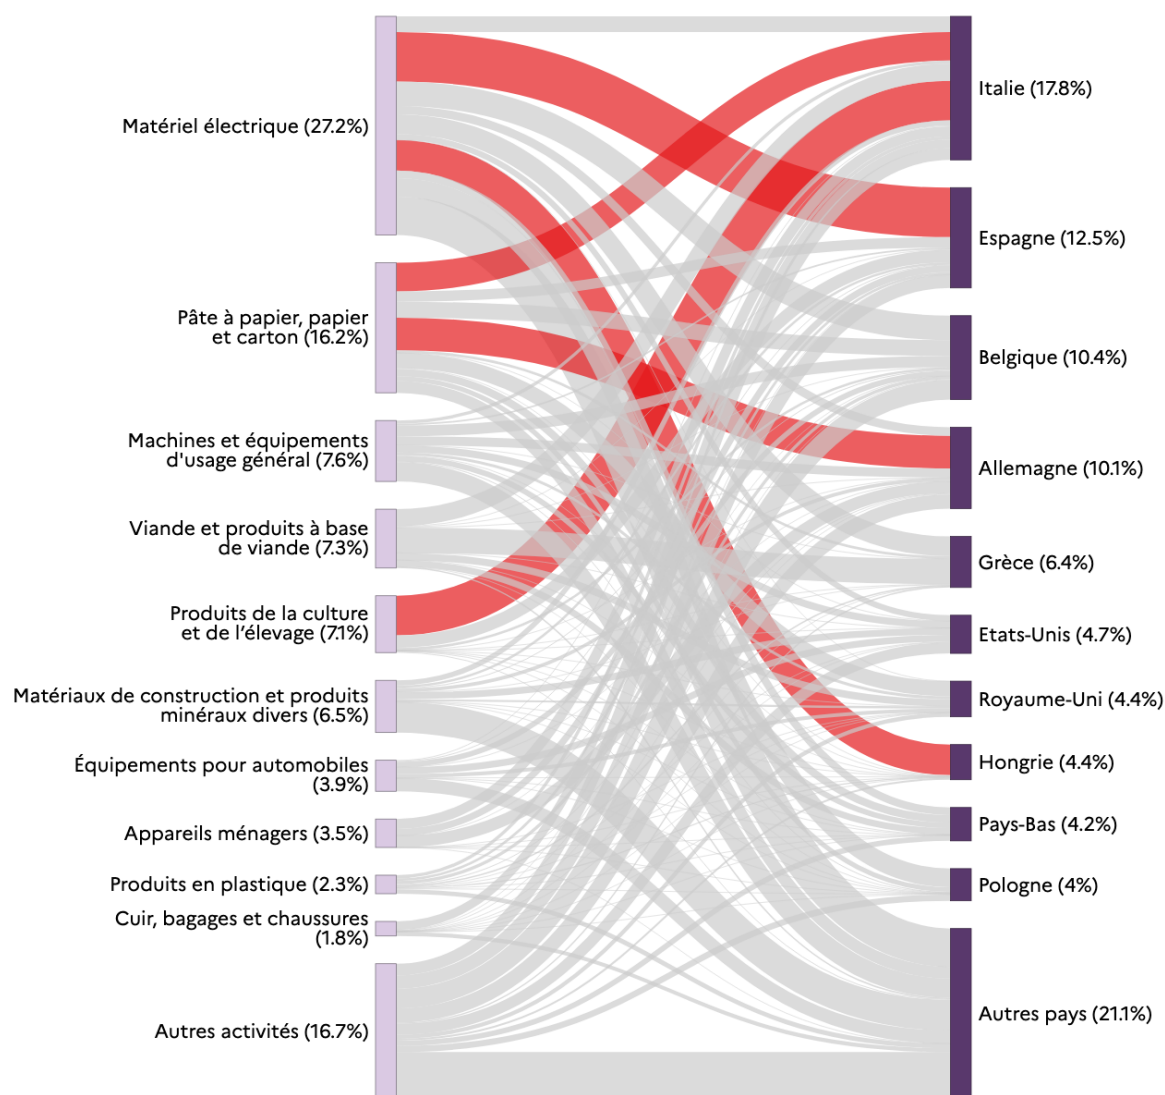 Matériel électrique (27.2%)
Pâte à papier, papier
et carton (16.2%)
Machines et équipements
d'usage général (7.6%)
Viande et produits à base
de viande (7.3%)
Produits de la culture
et de l’élevage (7.1%)
Matériaux de construction et produits
minéraux divers (6.5%)
Équipements pour automobiles
(3.9%)
Appareils ménagers (3.5%)
Produits en plastique (2.3%)
Cuir, bagages et chaussures
(1.8%)
Autres activités (16.7%)
Italie (17.8%)
Espagne (12.5%)
Belgique (10.4%)
Allemagne (10.1%)
Grèce (6.4%)
Etats-Unis (4.7%)
Royaume-Uni (4.4%)
Hongrie (4.4%)
Pays-Bas (4.2%)
Pologne (4%)
Autres pays (21.1%)